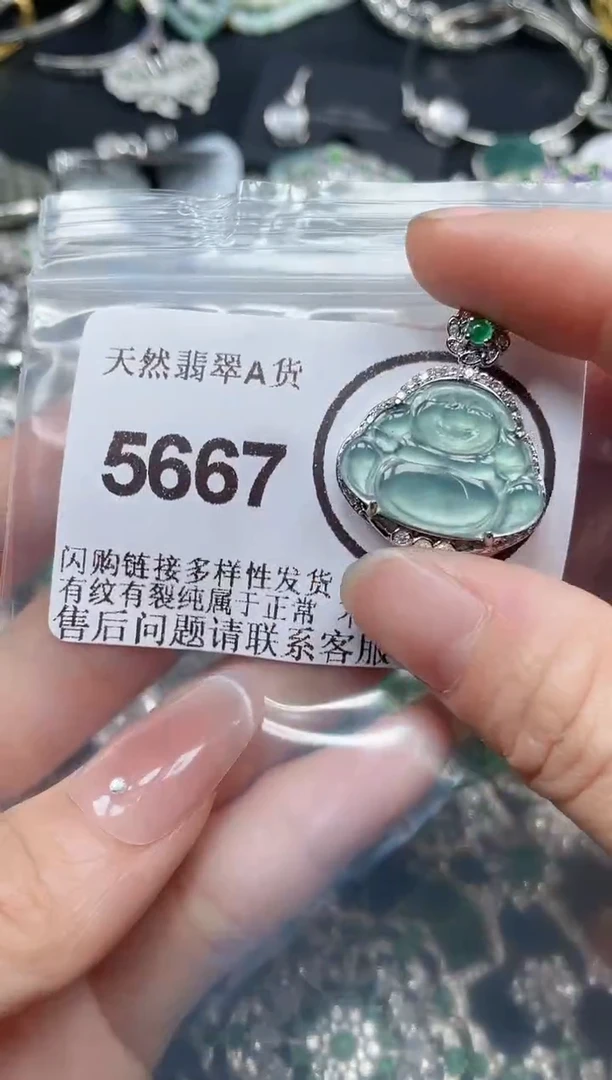 天然翡翠A货
5667
闪购链接多样性发货
有纹有裂纯属于正常
售后问题请联系客服